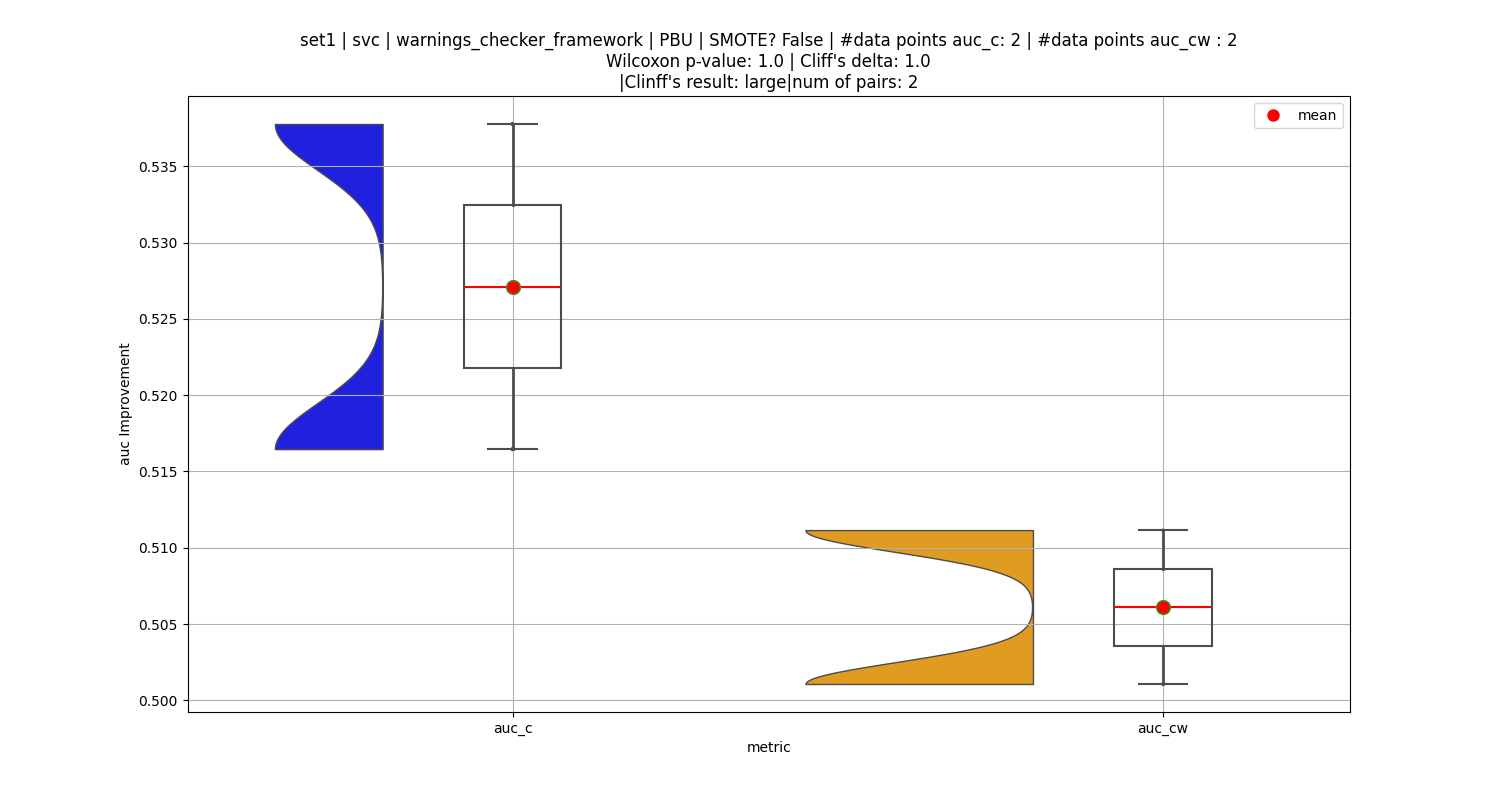 set1 | svc | warnings_checker_framework | PBU | SMOTE? False | #data points auc_c: 2 | #data points auc_cw : 2
Wilcoxon p-value: 1.0 | Cliff's delta: 1.0
|Clinff's result: large|num of pairs: 2
mean
0.535
0.530
0.525
0.520
0.515
0.510
0.505
0.500
auc Improvement
auc_c
auc_cw
metric